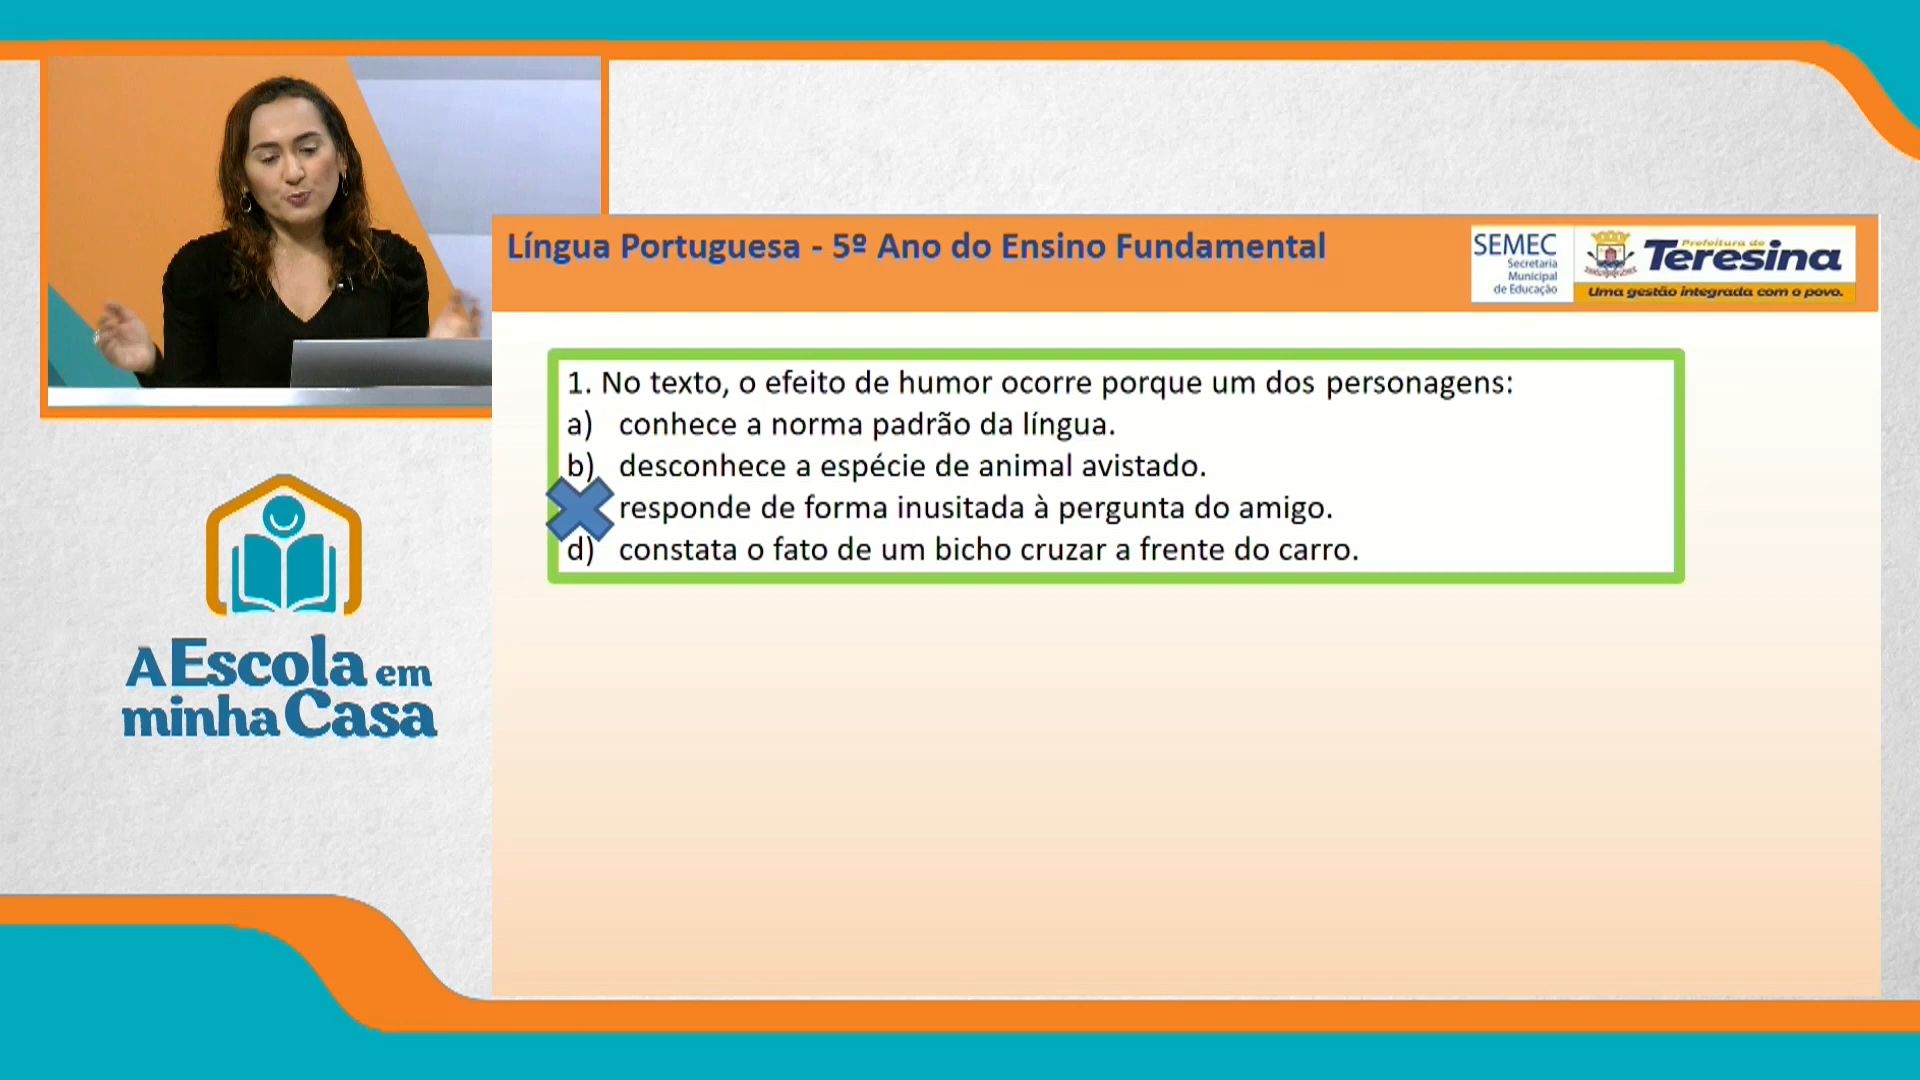 Língua Portuguesa - 5º Ano do Ensino Fundamental
SEMEC
Secretaria
Municipal
de Educação
Prefeitura de
Teresina
Uma gestão integrada com o povo.
1. No texto, o efeito de humor ocorre porque um dos personagens:
a) conhece a norma padrão da língua.
b) desconhece a espécie de animal avistado.
responde de forma inusitada à pergunta do amigo.
d) constata o fato de um bicho cruzar a frente do carro.
A Escola em
minha Casa